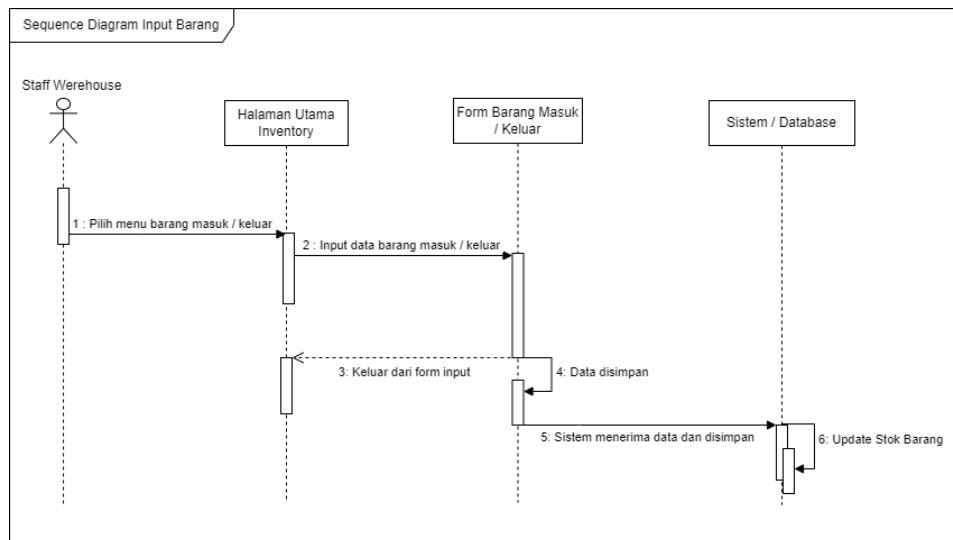 Sequence Diagram Input Barang
Staff Werehouse
Halaman Utama
Inventory
Form Barang Masuk
/ Keluar
Sistem / Database
1 : Pilih menu barang masuk / keluar
2 : Input data barang masuk / keluar
3: Keluar dari form input
4: Data disimpan
5: Sistem menerima data dan disimpan
6: Update Stok Barang